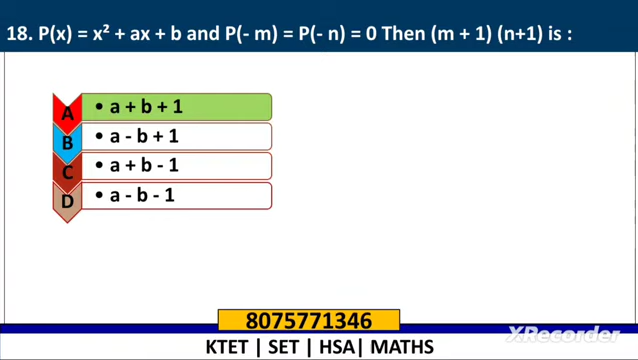 18. P(x) = x² + ax + b and P(- m) = P(- n) = 0 Then (m + 1) (n+1) is :
A • a + b + 1
B • a - b + 1
C • a + b - 1
D • a - b - 1
8075771346
XRecorder
KTET | SET | HSA| MATHS